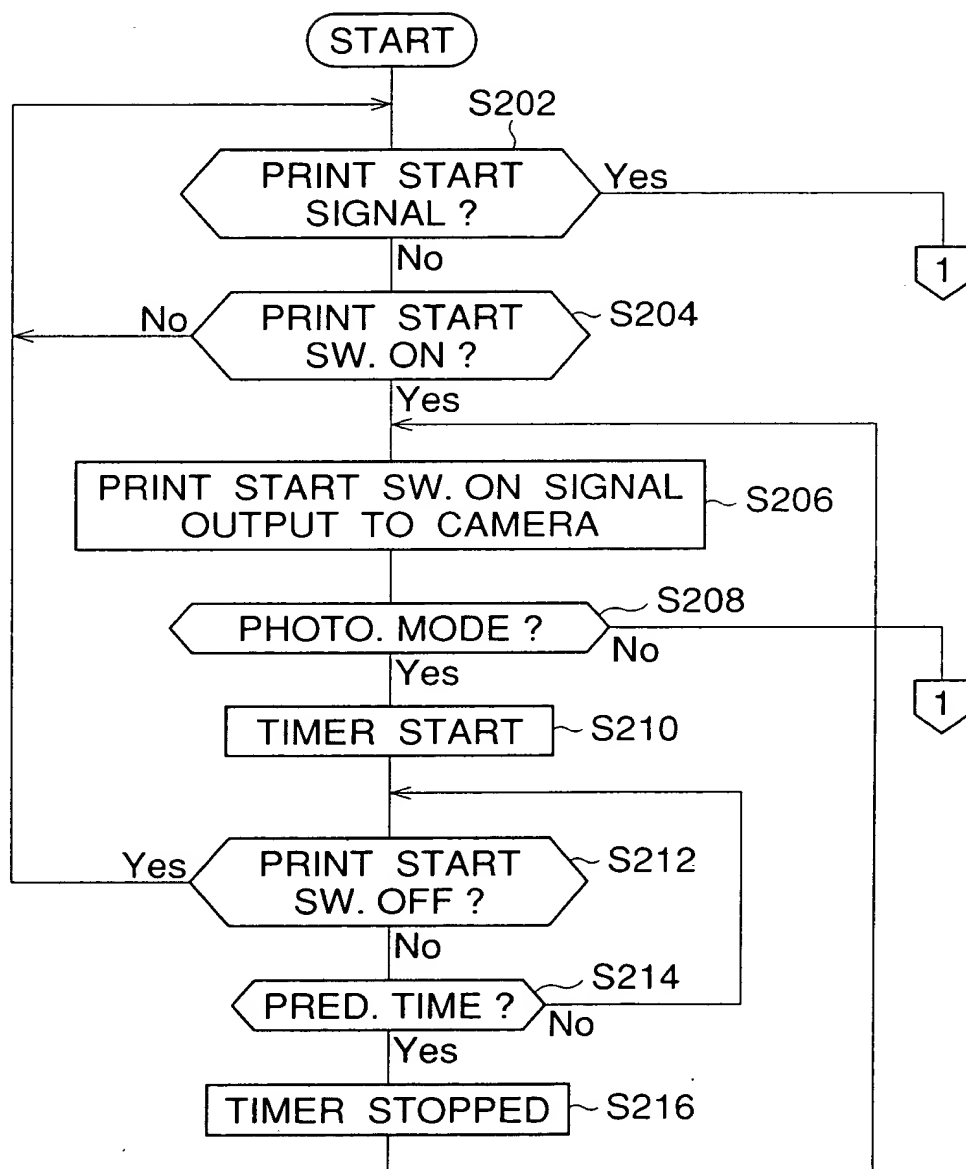 START
S202
PRINT START
SIGNAL ?
Yes
1
No
PRINT START
SW. ON ?
S204
No
Yes
PRINT START SW. ON SIGNAL
OUTPUT TO CAMERA
S206
PHOTO. MODE ?
S208
No
Yes
1
TIMER START
S210
Yes
PRINT START
SW. OFF ?
S212
No
PRED. TIME ?
S214
No
Yes
TIMER STOPPED
S216